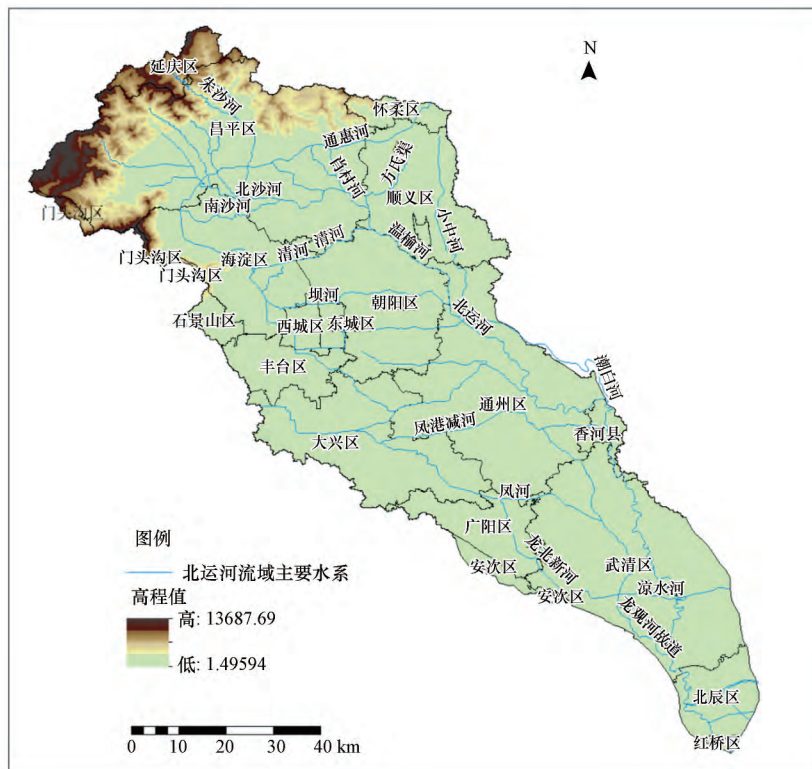 N
延庆区
朱沙河
怀柔区
昌平区
通惠河
肖村河
方氏渠
北沙河
顺义区
南沙河
小中河
门头沟区
清河
清河
温榆河
门头沟区
海淀区
门头沟区
坝河
朝阳区
北运河
石景山区
西城区
东城区
潮白河
丰台区
通州区
凤港减河
香河县
大兴区
凤河
图例
广阳区
龙北新河
北运河流域主要水系
安次区
武清区
凉水河
安次区
高程值
高: 13687.69
龙观河故道
低: 1.49594
北辰区
红桥区
0 10 20 30 40 km